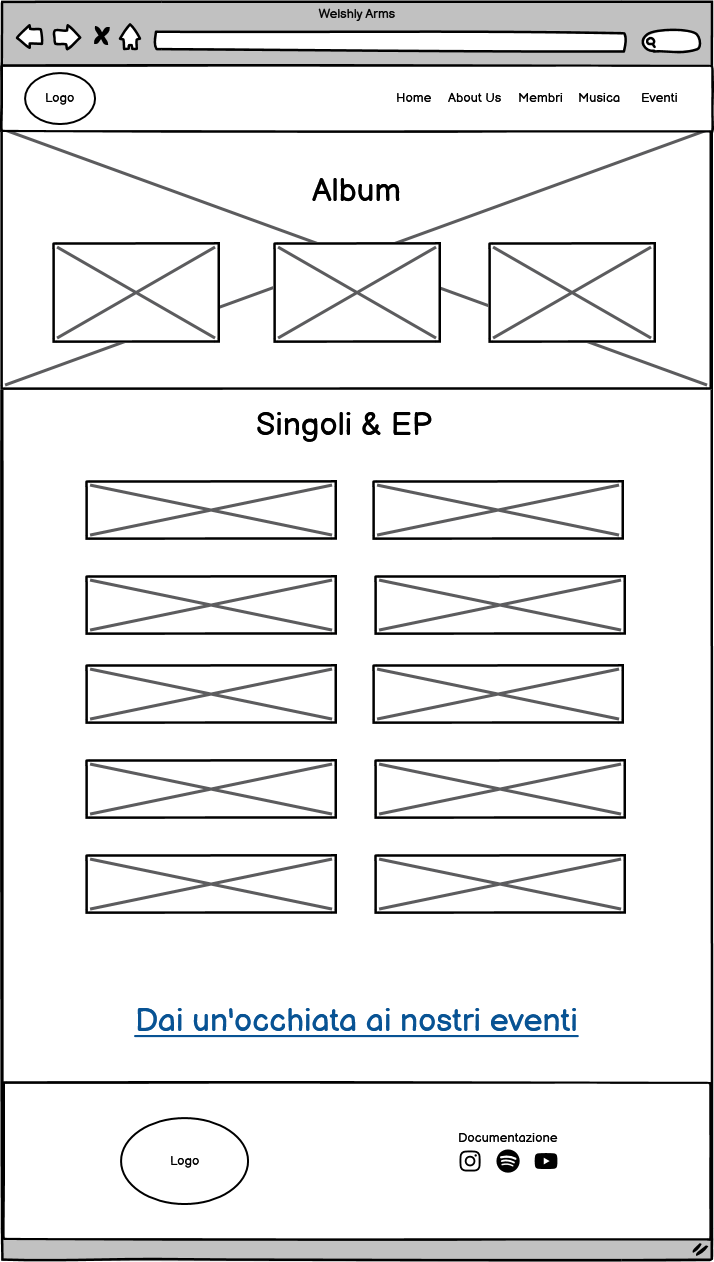 Welshly Arms
Logo
Home About Us Membri Musica Eventi
Album
Singoli & EP
Dai un'occhiata ai nostri eventi
Logo
Documentazione